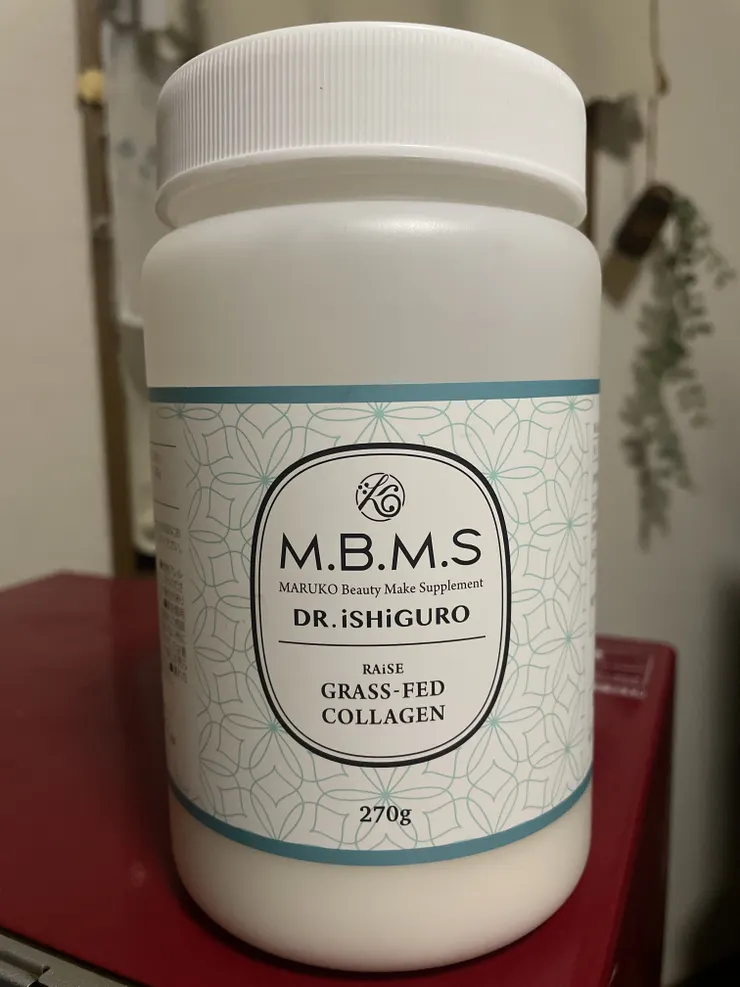 M.B.M.S
MARUKO Beauty Make Supplement
DR.iSHiGURO
RAiSE
GRASS-FED
COLLAGEN
270g